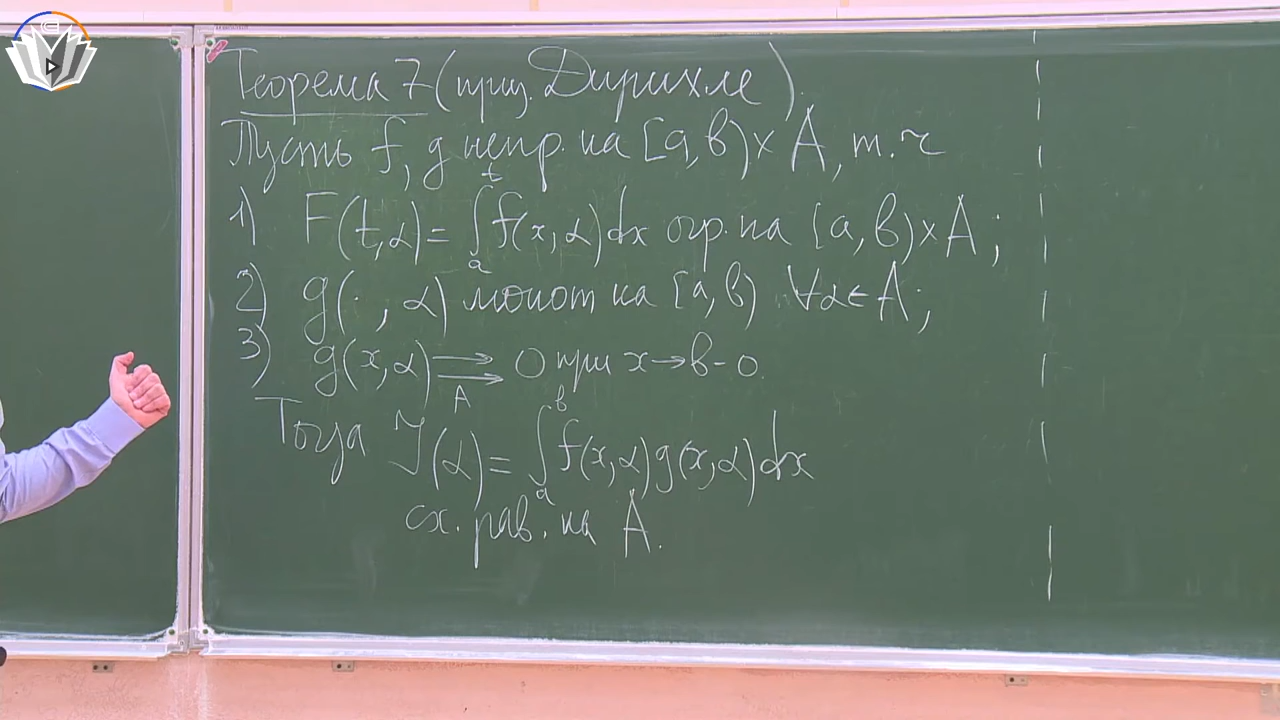 Теорема 7 (приз. Дирихле).
Пусть f, g непр. на [a, b) × A, т.ч
1) F(t, α) = ∫ₐᵗ f(x, α) dx огр. на [a, b) × A;
2) g(·, α) монот на [a, b) ∀α ∈ A;
3) g(x, α) ⇉ 0 при x → b - 0.
A
Тогда J(α) = ∫ₐᵇ f(x, α) g(x, α) dx
сх. рав. на A.